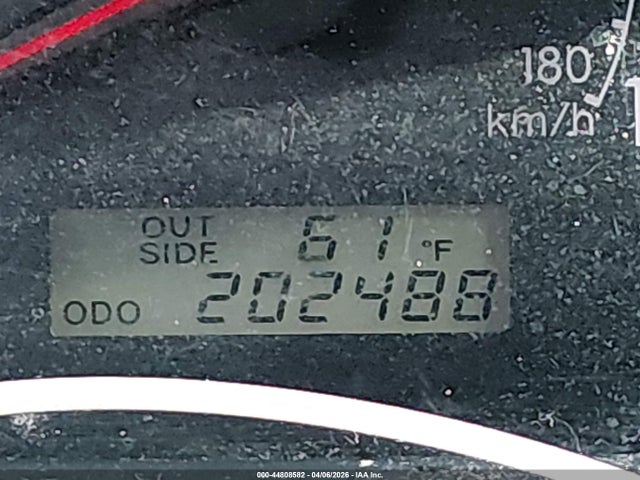 180
km/h
OUT SIDE 61 °F
ODO 202488
000-44808582 - 04/06/2026 - IAA Inc.